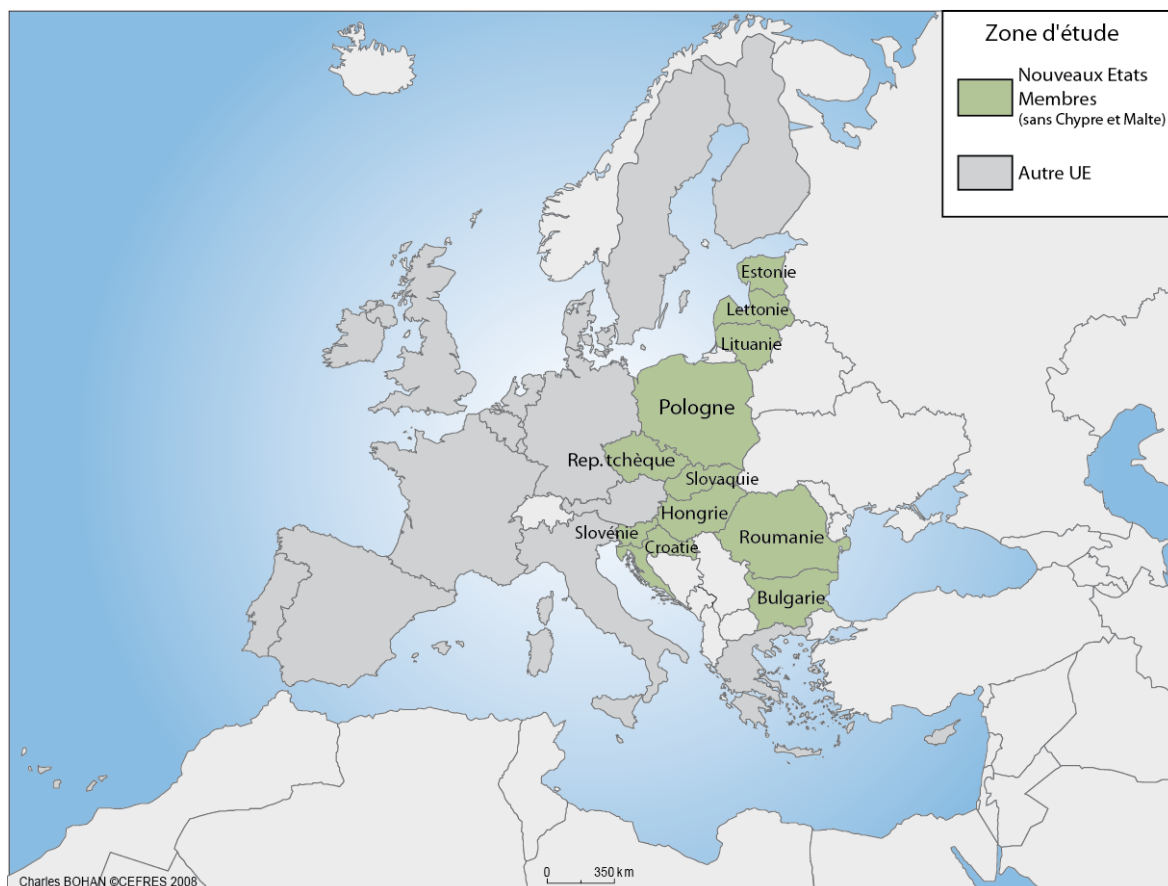 Zone d'étude
Nouveaux Etats
Membres
(sans Chypre et Malte)
Autre UE
Estonie
Lettonie
Lituanie
Pologne
Rep. tchèque
Slovaquie
Hongrie
Slovénie
Croatie
Roumanie
Bulgarie
0 350 km
Charles BOHAN ©CEFRES 2008